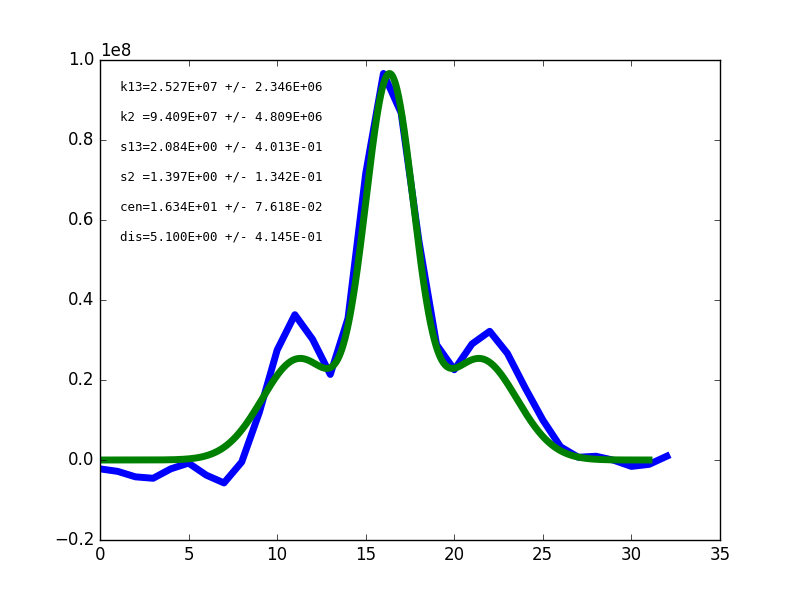 1e8
1.0
k13=2.527E+07 +/- 2.346E+06
k2 =9.409E+07 +/- 4.809E+06
0.8
s13=2.084E+00 +/- 4.013E-01
s2 =1.397E+00 +/- 1.342E-01
cen=1.634E+01 +/- 7.618E-02
0.6
dis=5.100E+00 +/- 4.145E-01
0.4
0.2
0.0
−0.2
0 5 10 15 20 25 30 35